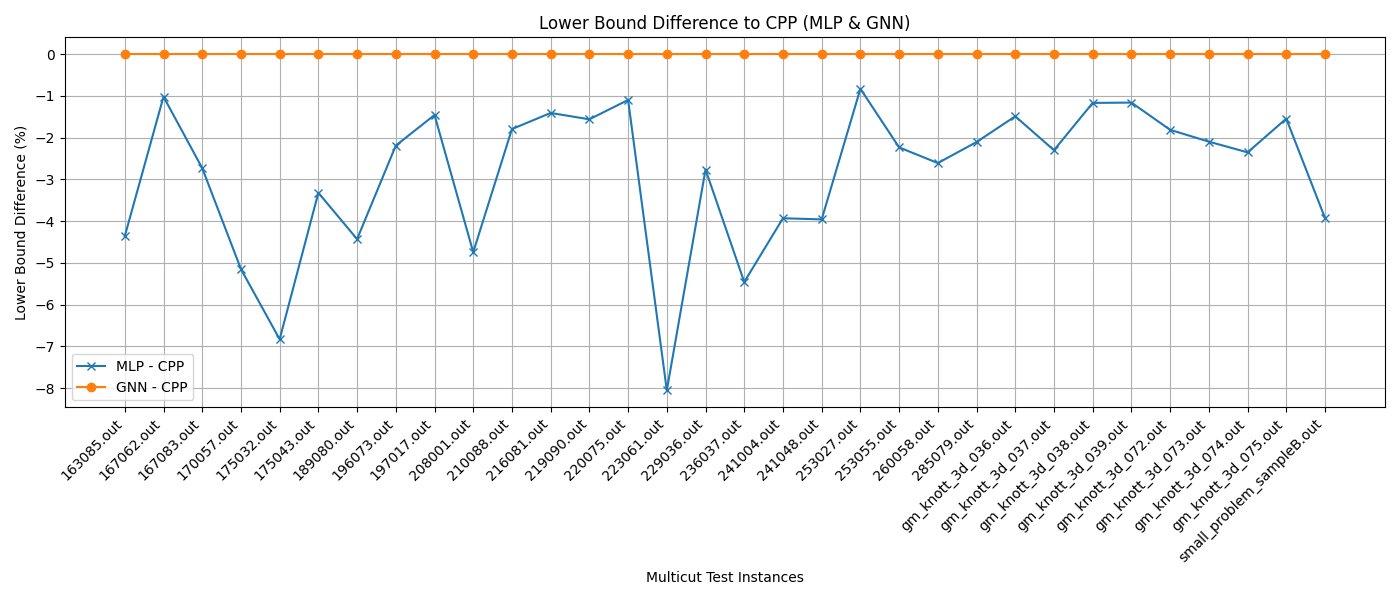 Lower Bound Difference to CPP (MLP & GNN)
Lower Bound Difference (%)
0
−1
−2
−3
−4
−5
−6
−7
−8
MLP - CPP
GNN - CPP
163085.out
167062.out
167083.out
170057.out
175032.out
175043.out
189080.out
196073.out
197017.out
208001.out
210088.out
216081.out
219090.out
220075.out
223061.out
229036.out
236037.out
241004.out
241048.out
253027.out
253055.out
260058.out
285079.out
gm_knott_3d_036.out
gm_knott_3d_037.out
gm_knott_3d_038.out
gm_knott_3d_039.out
gm_knott_3d_072.out
gm_knott_3d_073.out
gm_knott_3d_074.out
gm_knott_3d_075.out
small_problem_sampleB.out
Multicut Test Instances